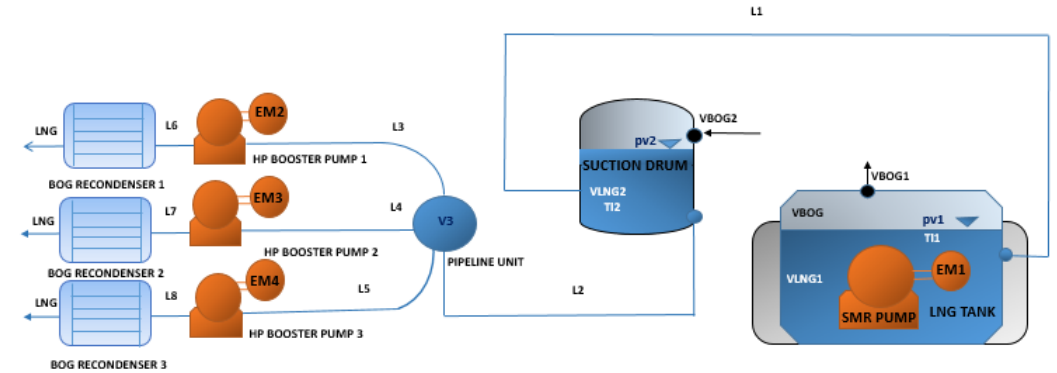 L1
LNG
L6
EM2
L3
HP BOOSTER PUMP 1
BOG RECONDENSER 1
pv2
VBOG2
SUCTION DRUM
VLNG2
TI2
VBOG1
LNG
L7
EM3
L4
V3
HP BOOSTER PUMP 2
BOG RECONDENSER 2
PIPELINE UNIT
VBOG
pv1
TI1
VLNG1
EM1
SMR PUMP
LNG TANK
LNG
L8
EM4
L5
L2
HP BOOSTER PUMP 3
BOG RECONDENSER 3